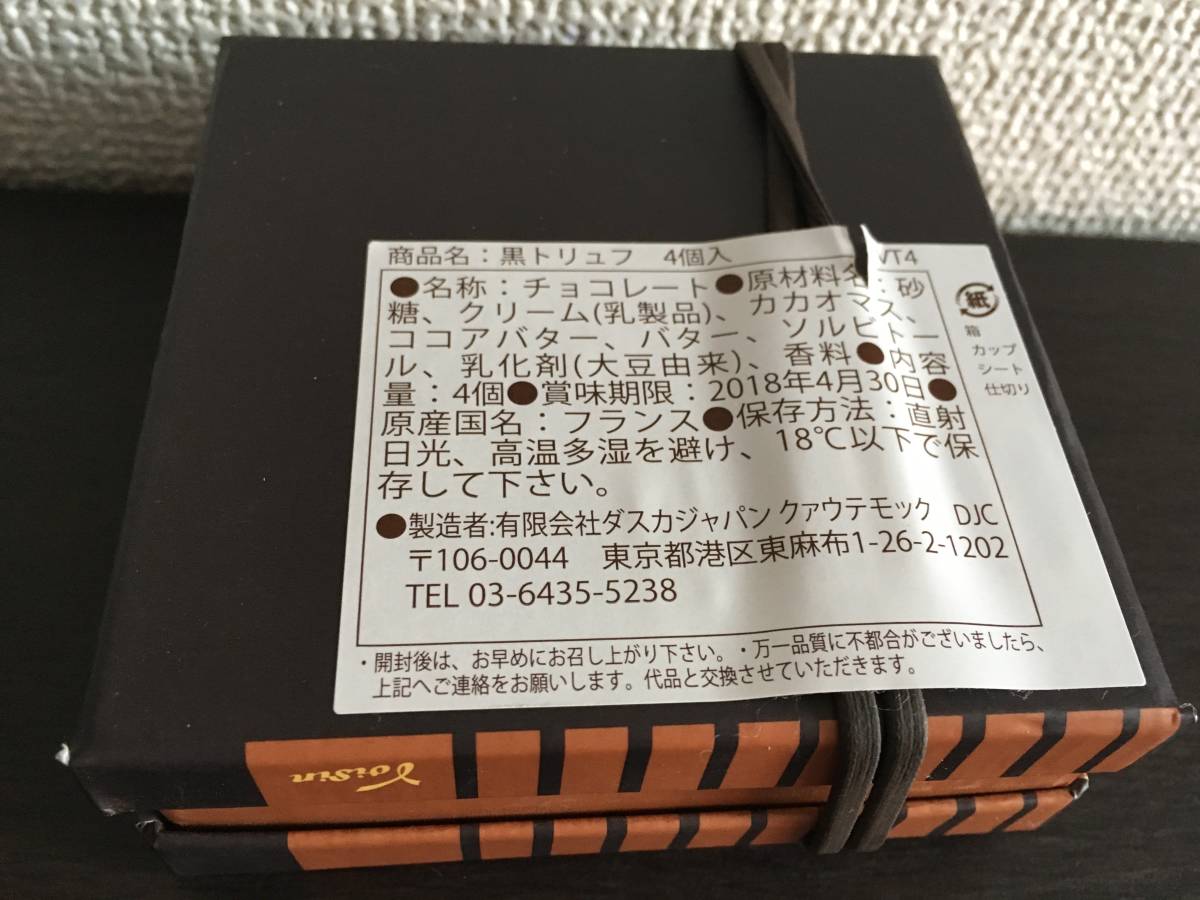 商品名：黒トリュフ　4個入　VT4
●名称：チョコレート●原材料名：砂
糖、クリーム(乳製品)、カカオマス、
ココアバター、バター、ソルビトー
ル、乳化剤(大豆由来)、香料●内容
量：4個●賞味期限：2018年4月30日●
原産国名：フランス●保存方法：直射
日光、高温多湿を避け、18℃以下で保
存して下さい。
●製造者:有限会社ダスカジャパン クァウテモック　DJC
〒106-0044　東京都港区東麻布1-26-2-1202
TEL 03-6435-5238
・開封後は、お早めにお召し上がり下さい。・万一品質に不都合がございましたら、
上記へご連絡をお願いします。代品と交換させていただきます。
紙
箱
カップ
シート
仕切り
Voisin